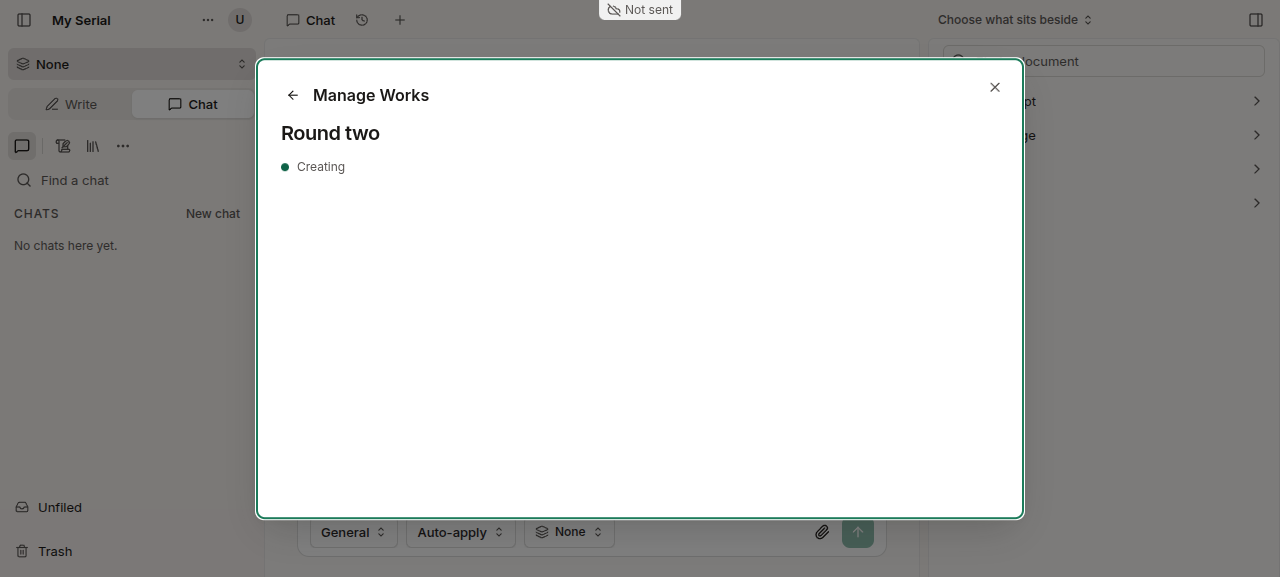 My Serial
U
Chat
Not sent
Choose what sits beside
None
Write
Chat
Find a chat
CHATS
New chat
No chats here yet.
Unfiled
Trash
Manage Works
Round two
Creating
General
Auto-apply
None